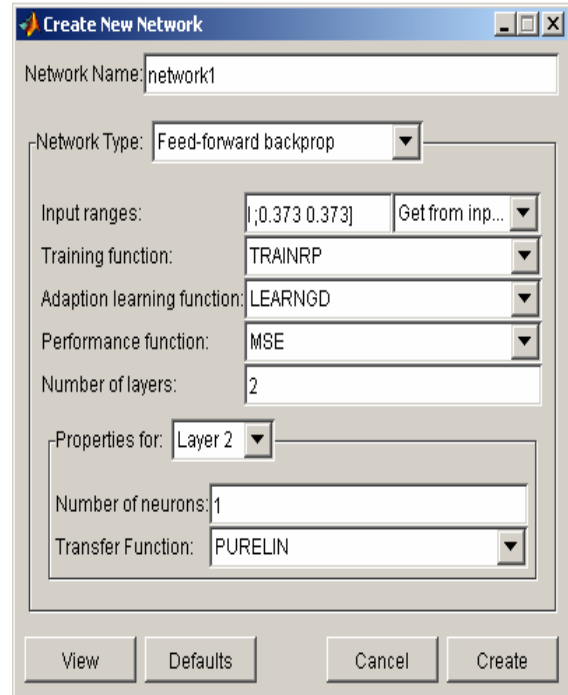 Create New Network
Network Name: network1
Network Type: Feed-forward backprop
Input ranges: ;0.373 0.373] Get from inp...
Training function: TRAINRP
Adaption learning function: LEARNGD
Performance function: MSE
Number of layers: 2
Properties for: Layer 2
Number of neurons: 1
Transfer Function: PURELIN
View Defaults Cancel Create